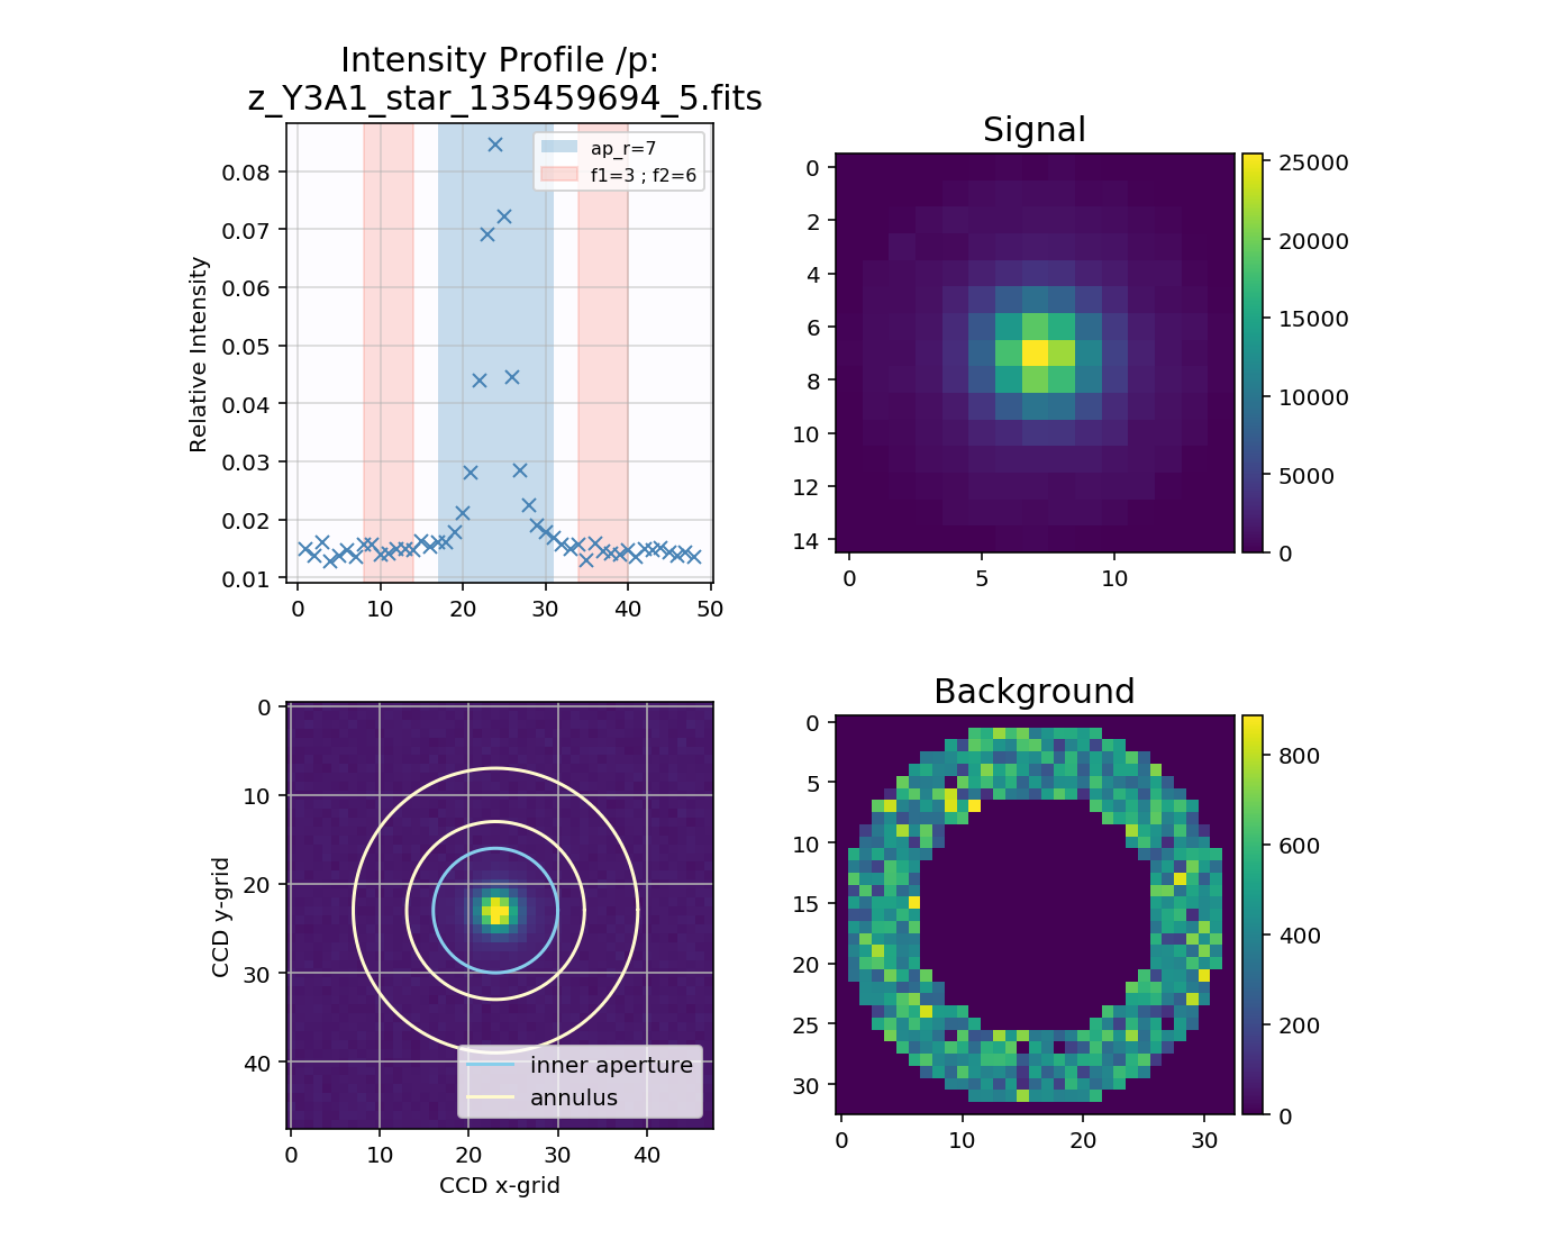 Intensity Profile /p:
z_Y3A1_star_135459694_5.fits
ap_r=7
f1=3 ; f2=6
Relative Intensity
0.08
0.07
0.06
0.05
0.04
0.03
0.02
0.01
0 10 20 30 40 50
Signal
0
2
4
6
8
10
12
14
0 5 10
25000
20000
15000
10000
5000
0
CCD y-grid
0
10
20
30
40
inner aperture
annulus
0 10 20 30 40
CCD x-grid
Background
0
5
10
15
20
25
30
0 10 20 30
800
600
400
200
0